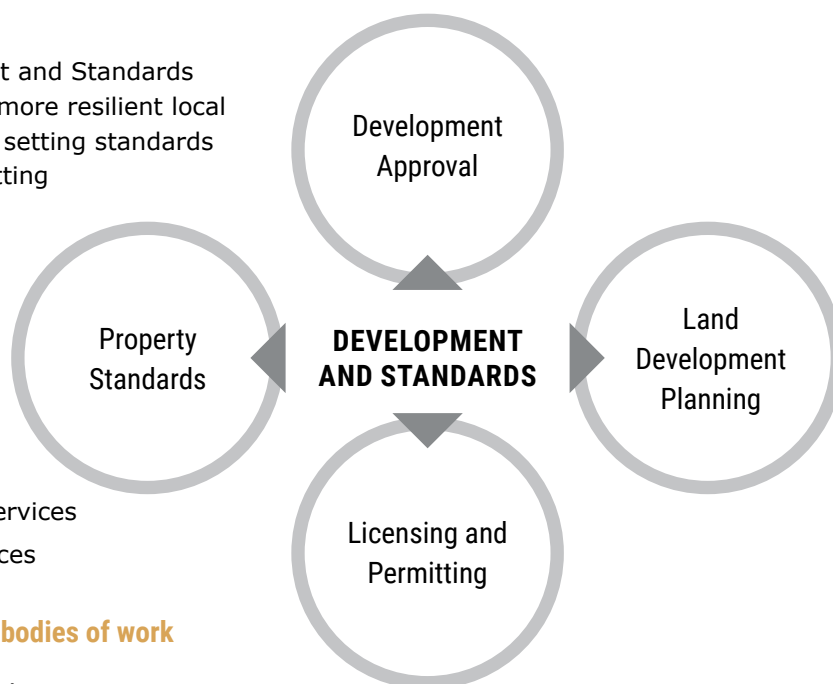 t and Standards
more resilient local
setting standards
tting
Development
Approval
Property
Standards
DEVELOPMENT
AND STANDARDS
Land
Development
Planning
Licensing and
Permitting
ervices
ces
bodies of work